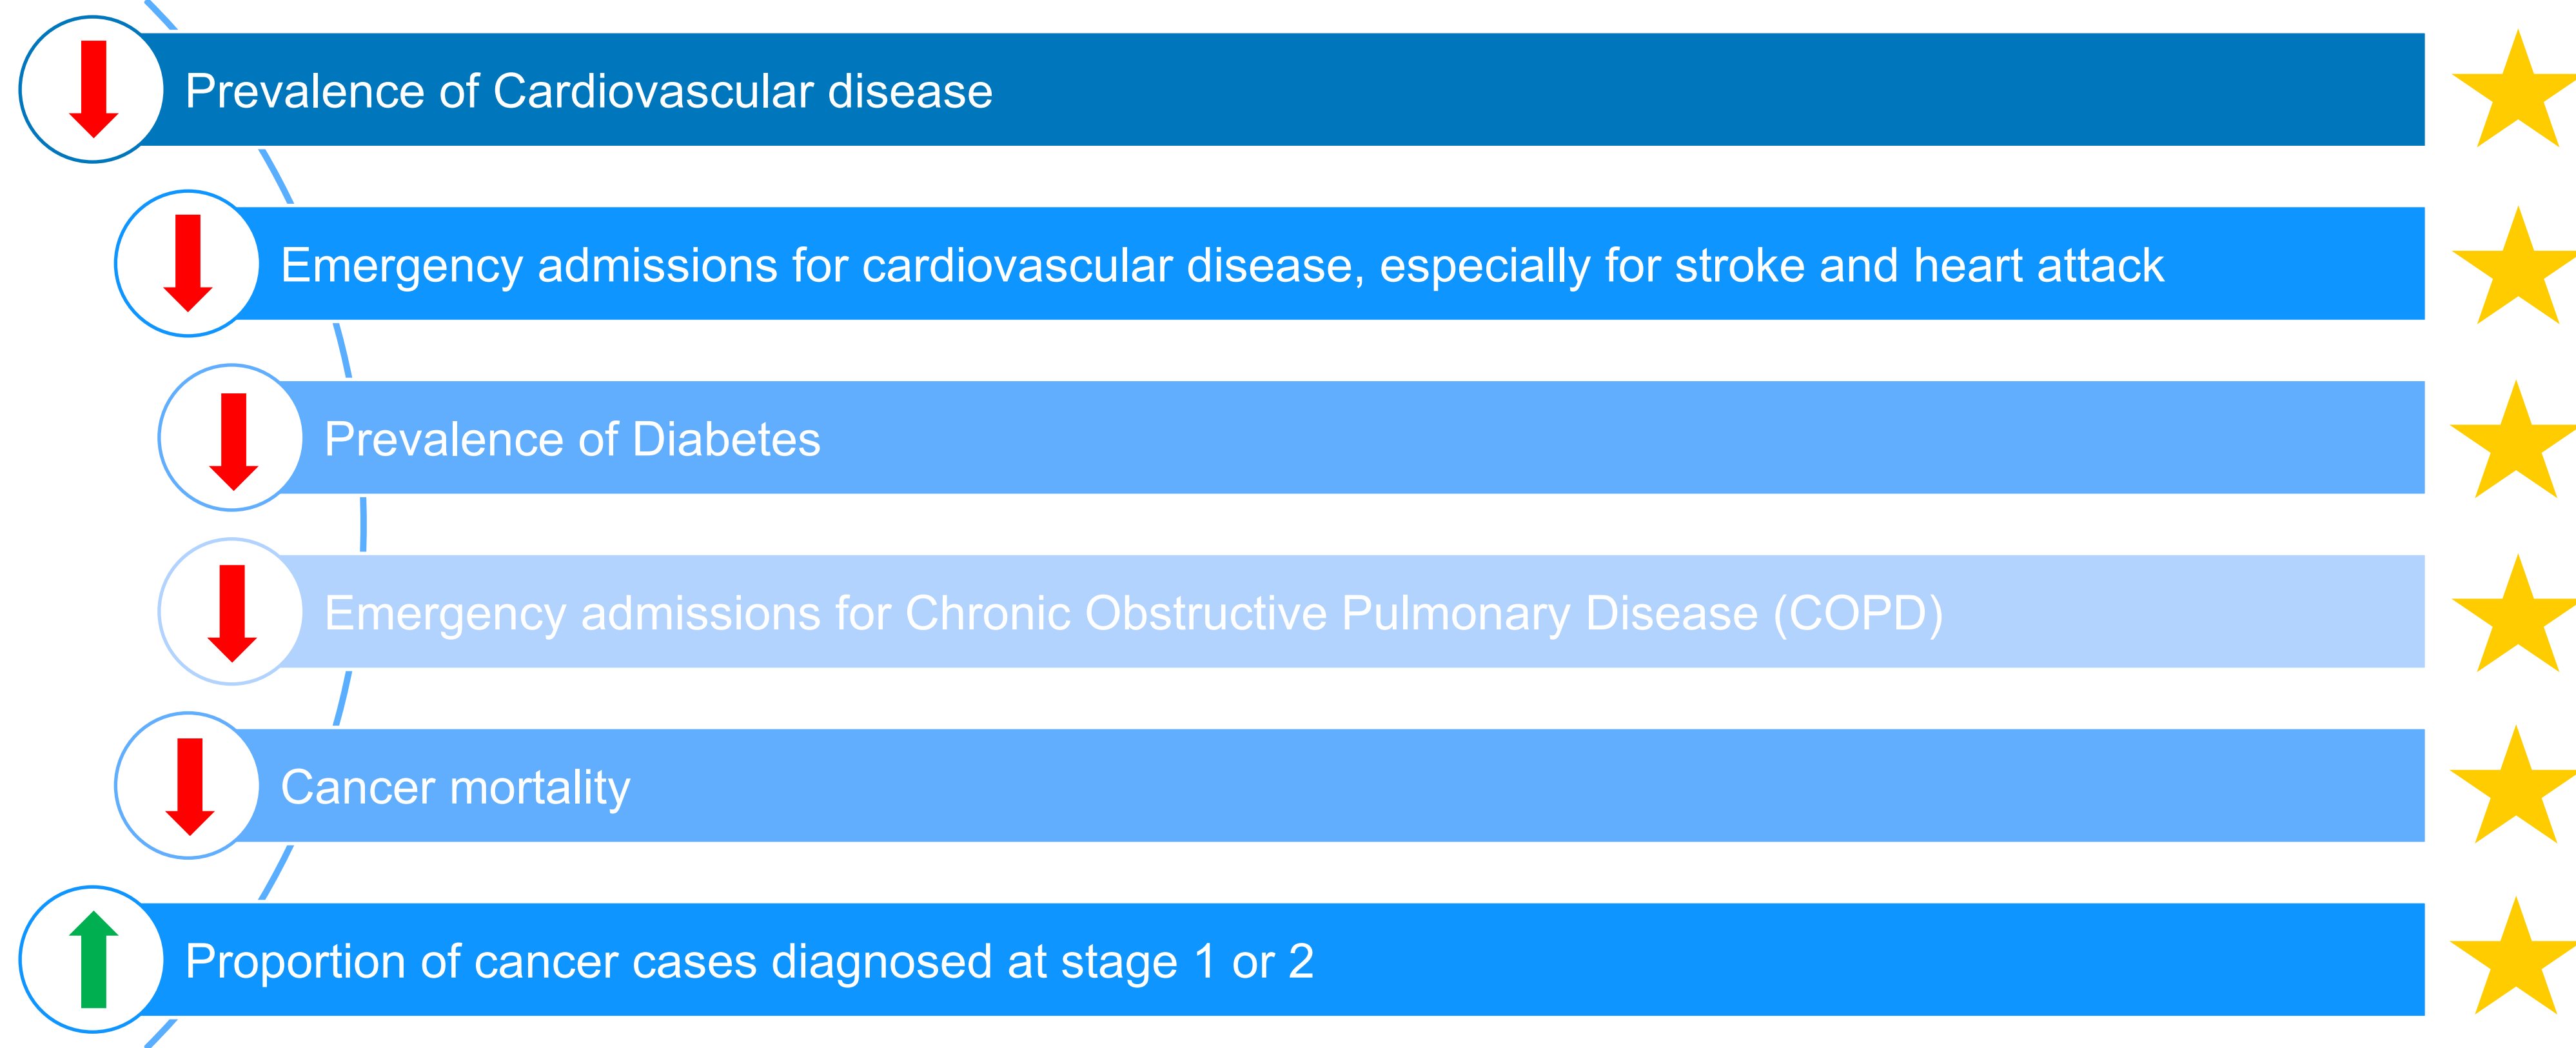 Prevalence of Cardiovascular disease
Emergency admissions for cardiovascular disease, especially for stroke and heart attack
Prevalence of Diabetes
Emergency admissions for Chronic Obstructive Pulmonary Disease (COPD)
Cancer mortality
Proportion of cancer cases diagnosed at stage 1 or 2